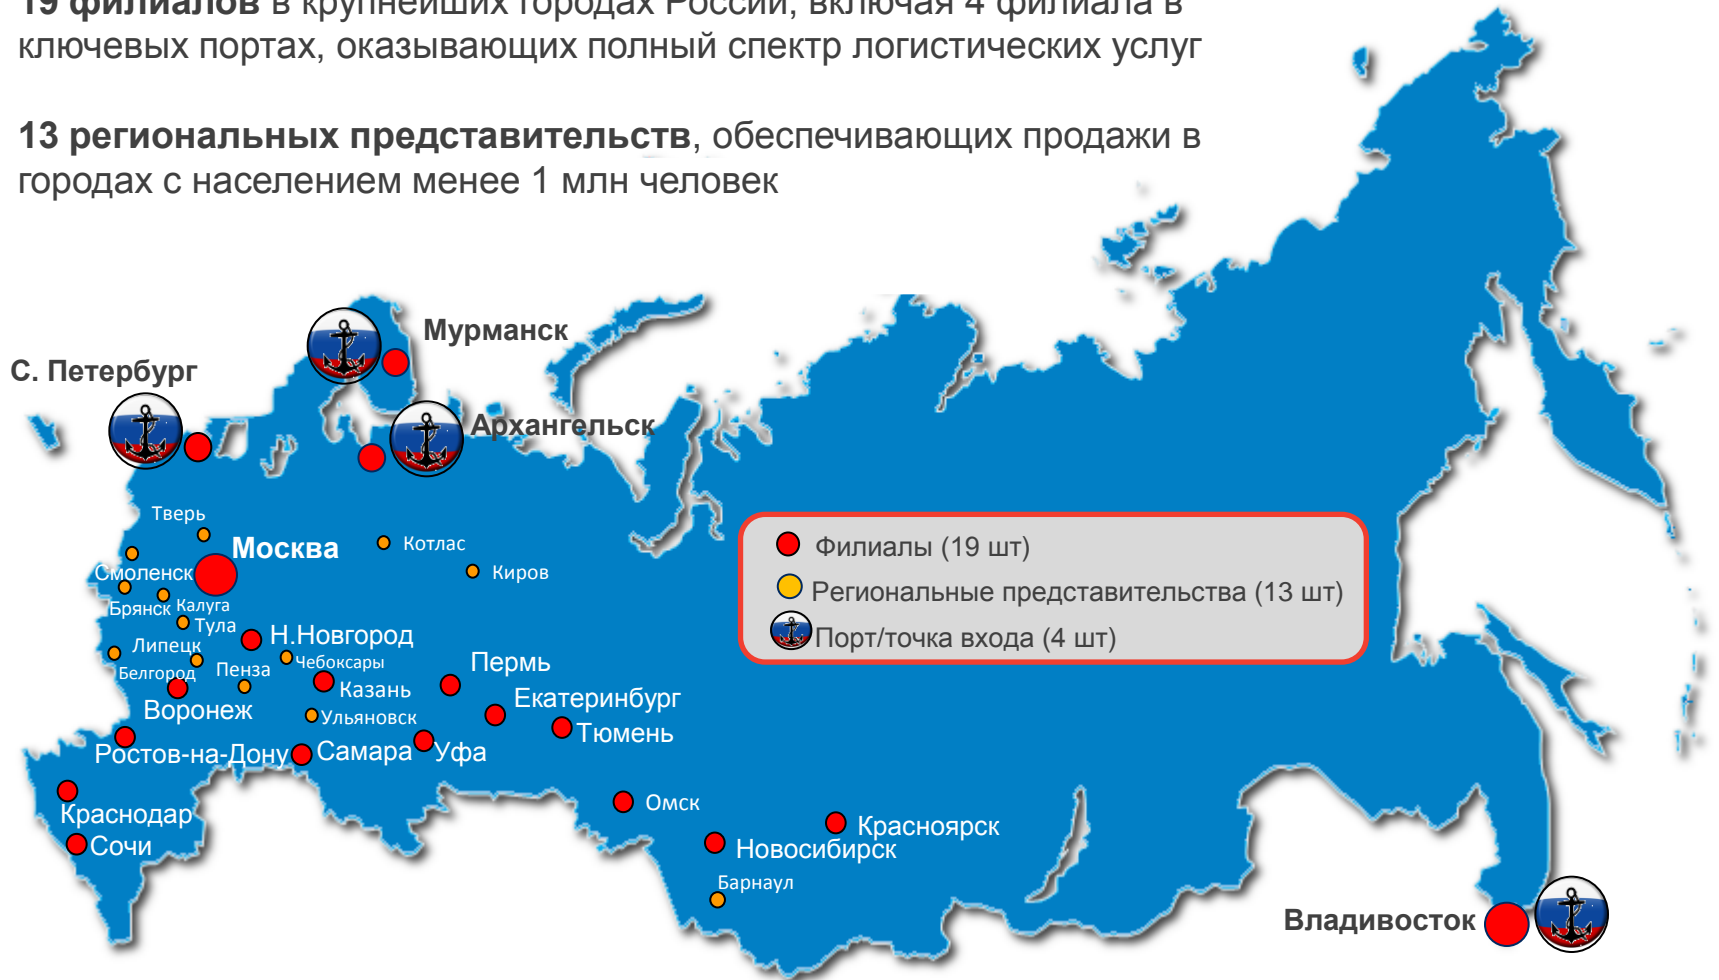 19 филиалов в крупнейших городах России, включая 4 филиала в
ключевых портах, оказывающих полный спектр логистических услуг
13 региональных представительств, обеспечивающих продажи в
городах с населением менее 1 млн человек
Мурманск
С. Петербург
Архангельск
Тверь
Москва
Котлас
Смоленск
Киров
Брянск
Калуга
Тула
Н.Новгород
Липецк
Чебоксары
Белгород
Пенза
Пермь
Казань
Екатеринбург
Воронеж
Ульяновск
Тюмень
Ростов-на-Дону
Самара
Уфа
Краснодар
Сочи
Омск
Красноярск
Новосибирск
Барнаул
Владивосток
Филиалы (19 шт)
Региональные представительства (13 шт)
Порт/точка входа (4 шт)